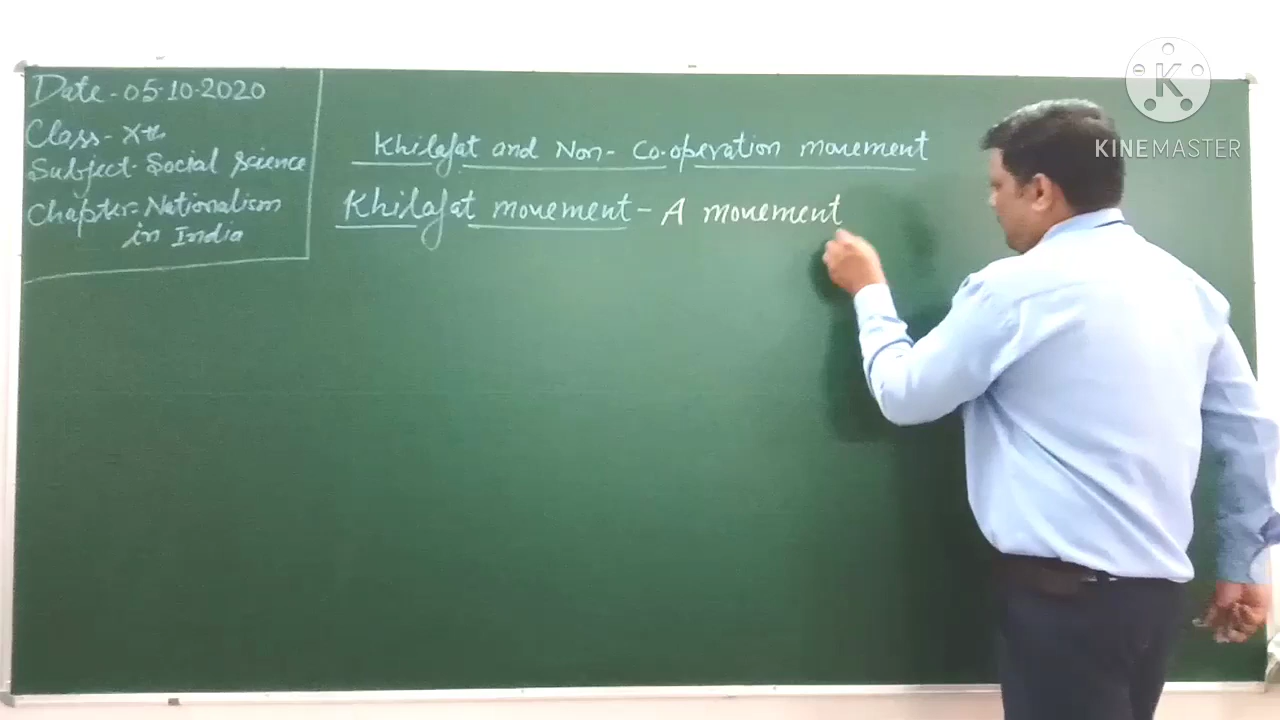 Date - 05-10-2020
Class - Xth
Subject - Social science
Chapter - Nationalism
in India
Khilafat and Non-Co-operation movement
Khilafat movement - A movement
K
KINEMASTER